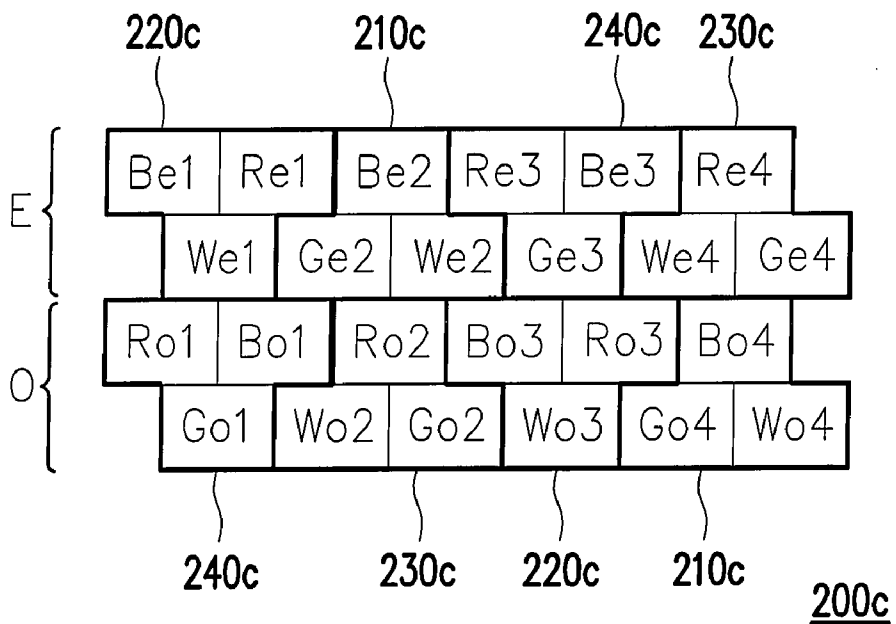 220c 210c 240c 230c
Be1 Re1 Be2 Re3 Be3 Re4
E
We1 Ge2 We2 Ge3 We4 Ge4
Ro1 Bo1 Ro2 Bo3 Ro3 Bo4
O
Go1 Wo2 Go2 Wo3 Go4 Wo4
240c 230c 220c 210c
200c